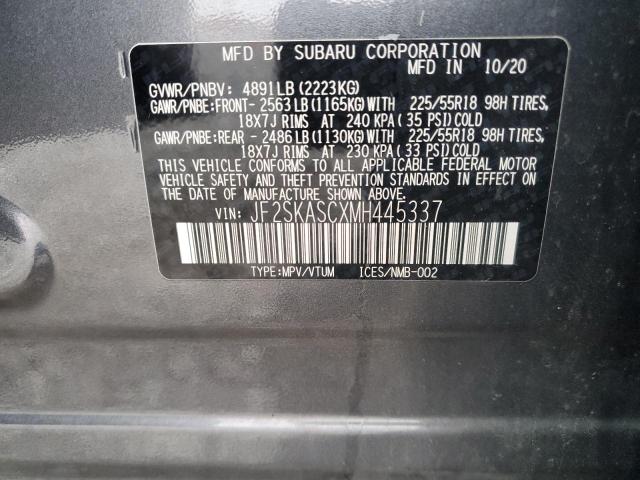 MFD BY SUBARU CORPORATION
MFD IN 10/20
GVWR/PNBV: 4891LB(2223KG)
GAWR/PNBE:FRONT- 2563LB(1165KG)WITH 225/55R18 98H TIRES,
18X7J RIMS AT 240 KPA(35 PSI)COLD
GAWR/PNBE:REAR - 2486LB(1130KG)WITH 225/55R18 98H TIRES,
18X7J RIMS AT 230 KPA(33 PSI)COLD
THIS VEHICLE CONFORMS TO ALL APPLICABLE FEDERAL MOTOR
VEHICLE SAFETY AND THEFT PREVENTION STANDARDS IN EFFECT ON
THE DATE OF MANUFACTURE SHOWN ABOVE.
VIN: JF2SKASCXMH445337
TYPE:MPV/VTUM ICES/NMB-002